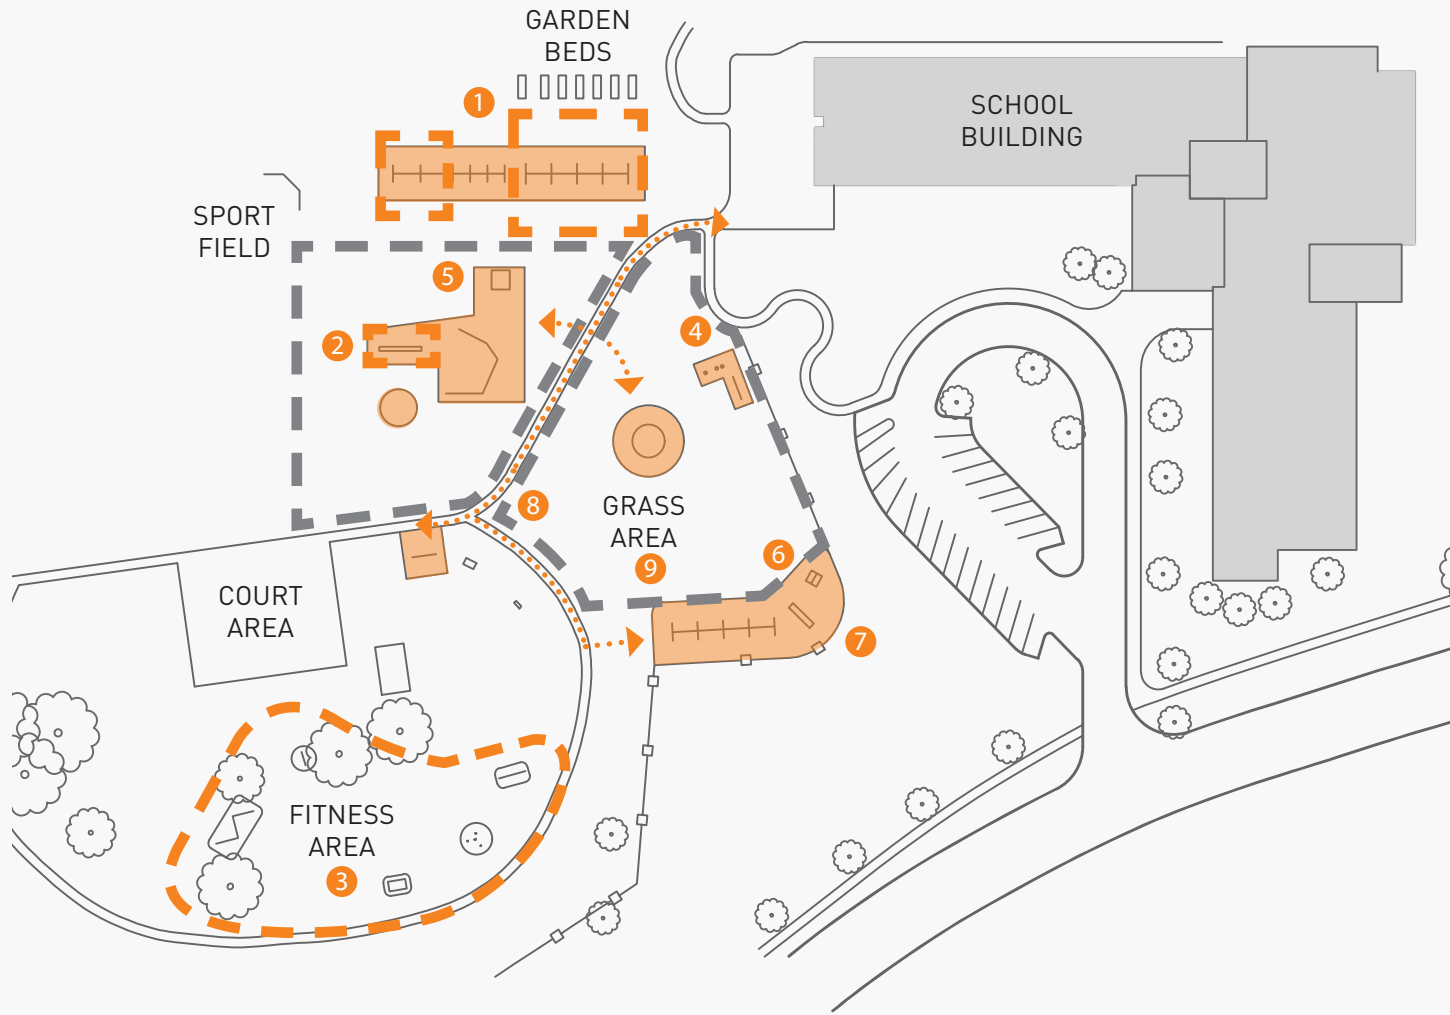 GARDEN
BEDS
1
SCHOOL
BUILDING
SPORT
FIELD
5
2
4
8
GRASS
AREA
9
6
7
COURT
AREA
FITNESS
AREA
3